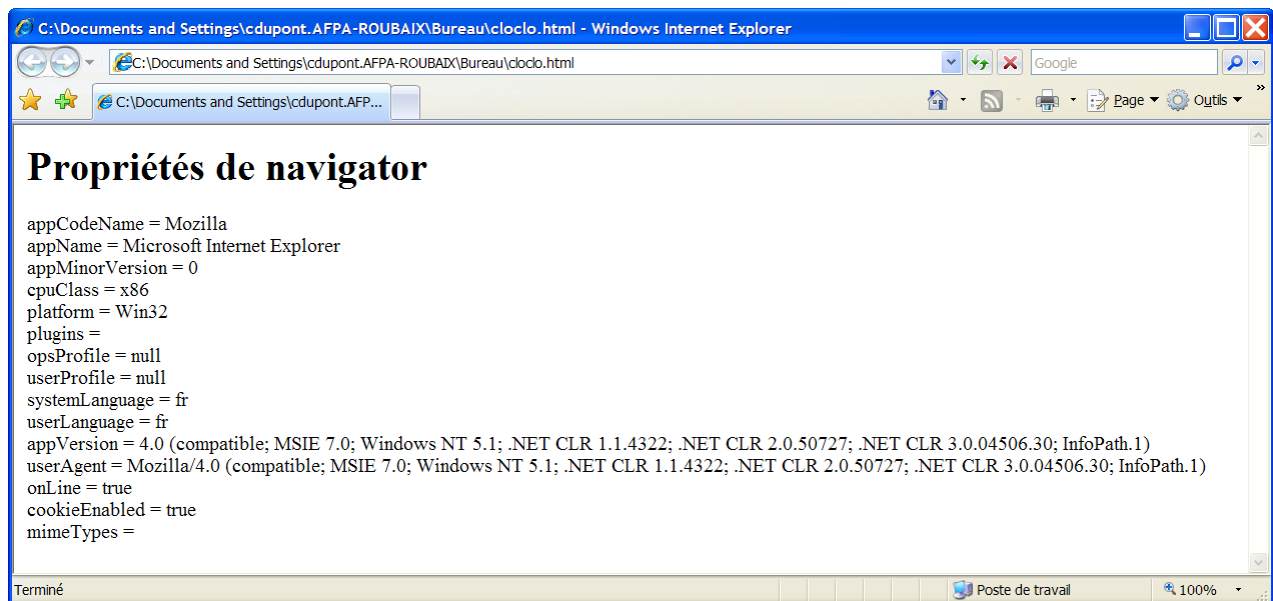 C:\Documents and Settings\cdupont.AFPA-ROUBAIX\Bureau\cloclo.html - Windows Internet Explorer
C:\Documents and Settings\cdupont.AFPA-ROUBAIX\Bureau\cloclo.html
Google
C:\Documents and Settings\cdupont.AFP...
Page
Outils
»
Propriétés de navigator
appCodeName = Mozilla
appName = Microsoft Internet Explorer
appMinorVersion = 0
cpuClass = x86
platform = Win32
plugins =
opsProfile = null
userProfile = null
systemLanguage = fr
userLanguage = fr
appVersion = 4.0 (compatible; MSIE 7.0; Windows NT 5.1; .NET CLR 1.1.4322; .NET CLR 2.0.50727; .NET CLR 3.0.04506.30; InfoPath.1)
userAgent = Mozilla/4.0 (compatible; MSIE 7.0; Windows NT 5.1; .NET CLR 1.1.4322; .NET CLR 2.0.50727; .NET CLR 3.0.04506.30; InfoPath.1)
onLine = true
cookieEnabled = true
mimeTypes =
Terminé
Poste de travail
100%